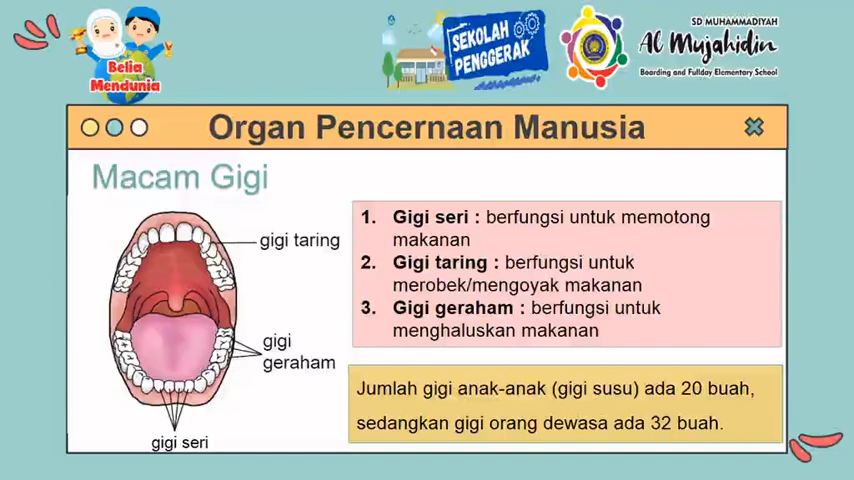 Belia
Mendunia
SEKOLAH
PENGGERAK
SD MUHAMMADIYAH
Al Mujahidin
Boarding and Fullday Elementary School
Organ Pencernaan Manusia
Macam Gigi
gigi taring
gigi
geraham
gigi seri
1. Gigi seri : berfungsi untuk memotong
makanan
2. Gigi taring : berfungsi untuk
merobek/mengoyak makanan
3. Gigi geraham : berfungsi untuk
menghaluskan makanan
Jumlah gigi anak-anak (gigi susu) ada 20 buah,
sedangkan gigi orang dewasa ada 32 buah.